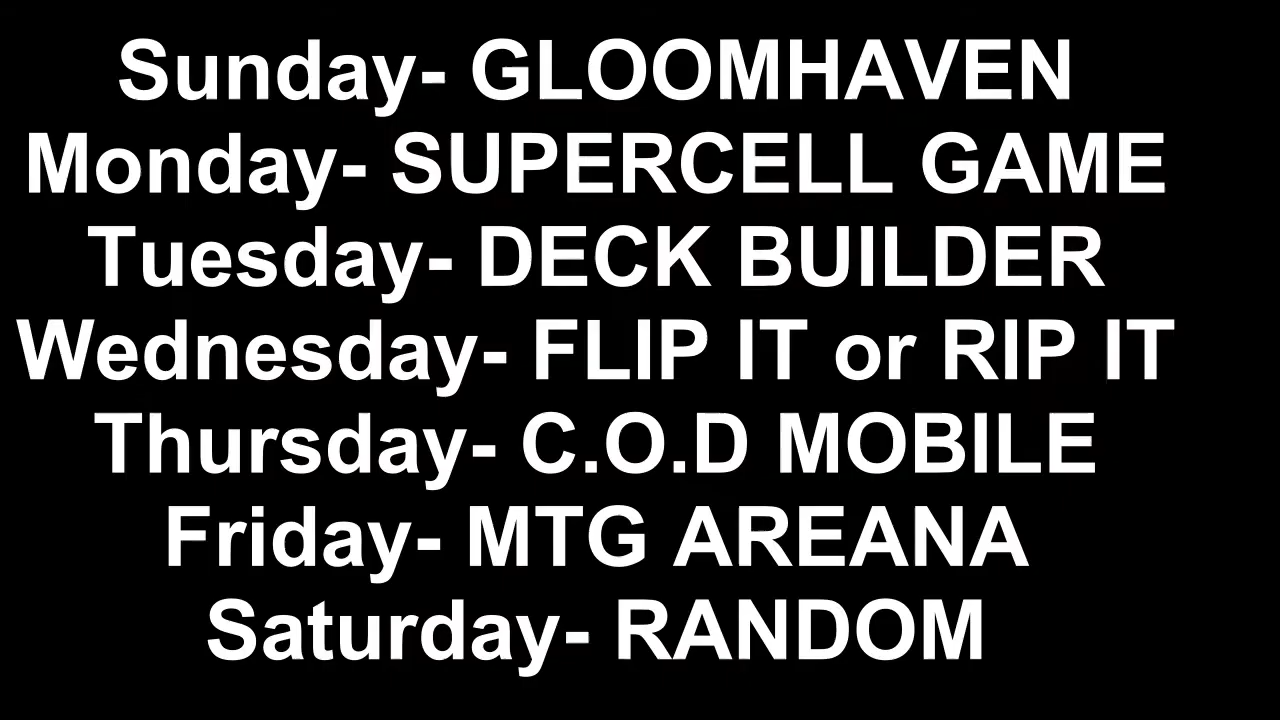 Sunday- GLOOMHAVEN
Monday- SUPERCELL GAME
Tuesday- DECK BUILDER
Wednesday- FLIP IT or RIP IT
Thursday- C.O.D MOBILE
Friday- MTG AREANA
Saturday- RANDOM